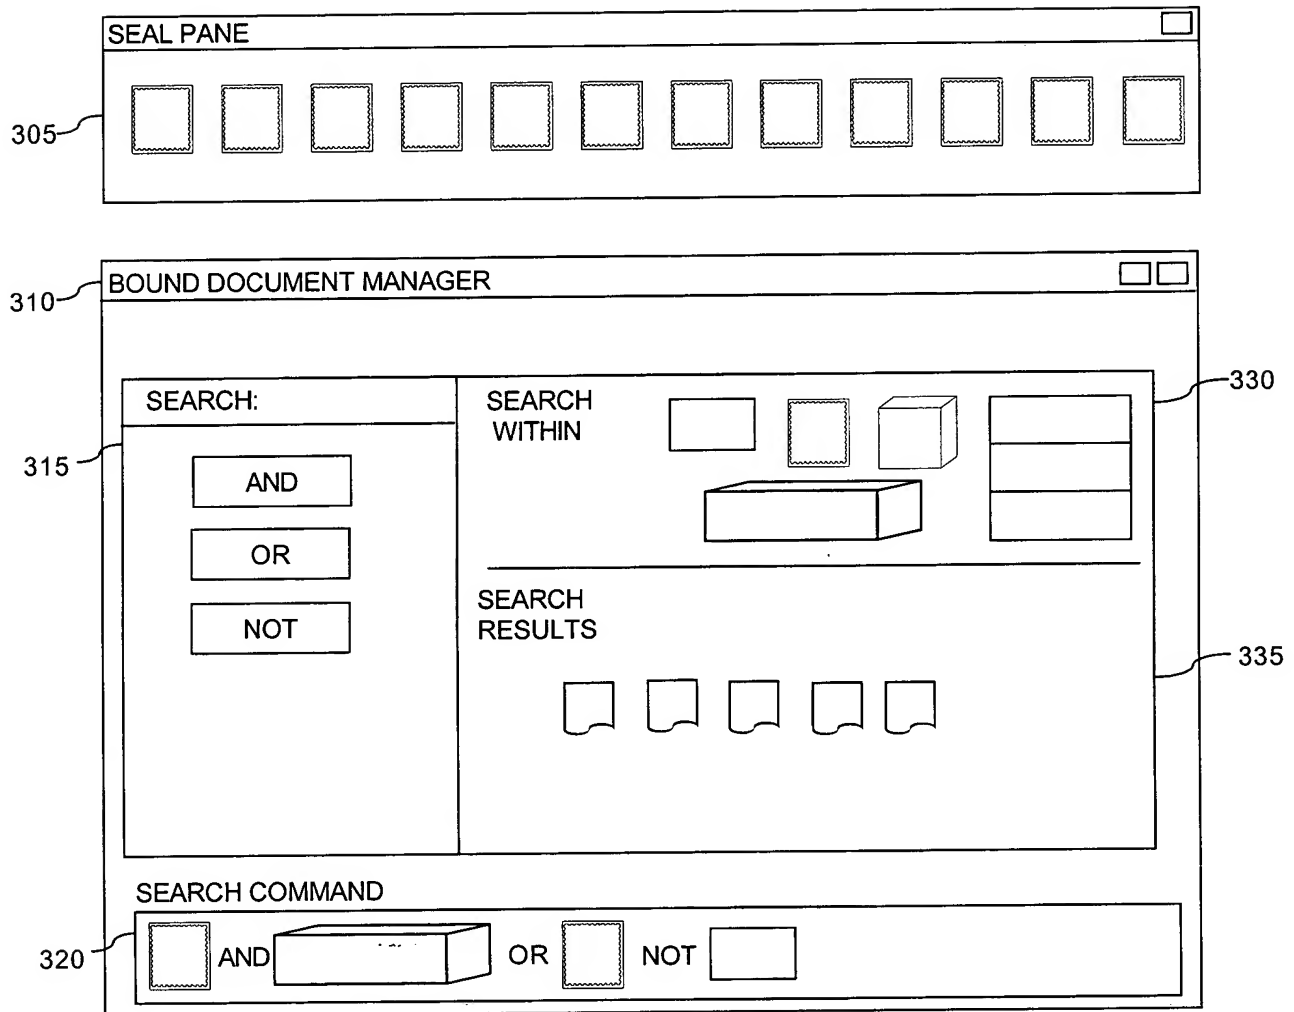 SEAL PANE
305
BOUND DOCUMENT MANAGER
310
SEARCH:
315
AND
OR
NOT
SEARCH
WITHIN
330
SEARCH
RESULTS
335
SEARCH COMMAND
320
AND OR NOT